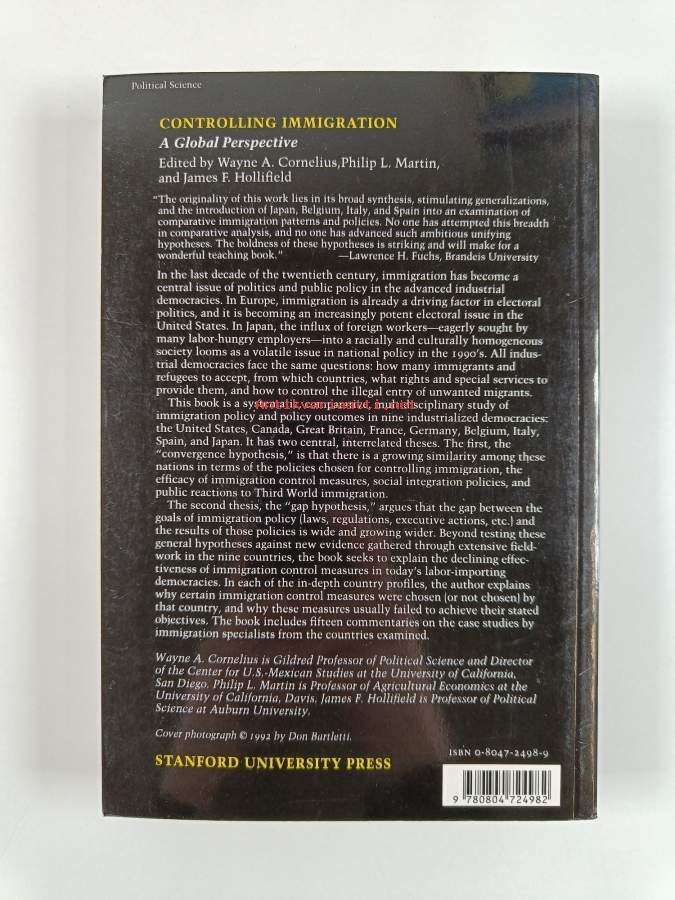 Political Science
CONTROLLING IMMIGRATION
A Global Perspective
Edited by Wayne A. Cornelius,Philip L. Martin,
and James F. Hollifield
"The originality of this work lies in its broad synthesis, stimulating generalizations,
and the introduction of Japan, Belgium, Italy, and Spain into an examination of
comparative immigration patterns and policies. No one has attempted this breadth
in comparative analysis, and no one has advanced such ambitious unifying
hypotheses. The boldness of these hypotheses is striking and will make for a
wonderful teaching book." —Lawrence H. Fuchs, Brandeis University
In the last decade of the twentieth century, immigration has become a
central issue of politics and public policy in the advanced industrial
democracies. In Europe, immigration is already a driving factor in electoral
politics, and it is becoming an increasingly potent electoral issue in the
United States. In Japan, the influx of foreign workers—eagerly sought by
many labor-hungry employers—into a racially and culturally homogeneous
society looms as a volatile issue in national policy in the 1990's. All indus-
trial democracies face the same questions: how many immigrants and
refugees to accept, from which countries, what rights and special services to
provide them, and how to control the illegal entry of unwanted migrants.
This book is a systematic, comparative, multidisciplinary study of
immigration policy and policy outcomes in nine industrialized democracies:
the United States, Canada, Great Britain, France, Germany, Belgium, Italy,
Spain, and Japan. It has two central, interrelated theses. The first, the
"convergence hypothesis," is that there is a growing similarity among these
nations in terms of the policies chosen for controlling immigration, the
efficacy of immigration control measures, social integration policies, and
public reactions to Third World immigration.
The second thesis, the "gap hypothesis," argues that the gap between the
goals of immigration policy (laws, regulations, executive actions, etc.) and
the results of those policies is wide and growing wider. Beyond testing these
general hypotheses against new evidence gathered through extensive field-
work in the nine countries, the book seeks to explain the declining effec-
tiveness of immigration control measures in today's labor-importing
democracies. In each of the in-depth country profiles, the author explains
why certain immigration control measures were chosen (or not chosen) by
that country, and why these measures usually failed to achieve their stated
objectives. The book includes fifteen commentaries on the case studies by
immigration specialists from the countries examined.
Wayne A. Cornelius is Gildred Professor of Political Science and Director
of the Center for U.S.-Mexican Studies at the University of California,
San Diego. Philip L. Martin is Professor of Agricultural Economics at the
University of California, Davis. James F. Hollifield is Professor of Political
Science at Auburn University.
Cover photograph © 1992 by Don Bartletti.
STANFORD UNIVERSITY PRESS
ISBN 0-8047-2498-9
9 780804 724982